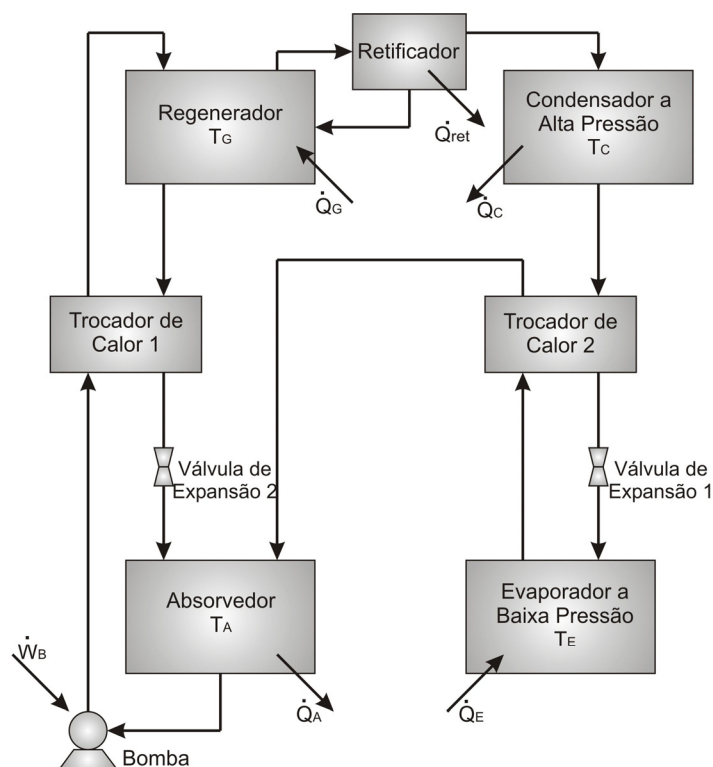 Retificador
Regenerador
TG
Condensador a
Alta Pressão
TC
Q̇ret
Q̇G
Q̇C
Trocador de
Calor 1
Trocador de
Calor 2
Válvula de
Expansão 2
Válvula de
Expansão 1
Absorvedor
TA
Evaporador a
Baixa Pressão
TE
ẆB
Q̇A
Q̇E
Bomba